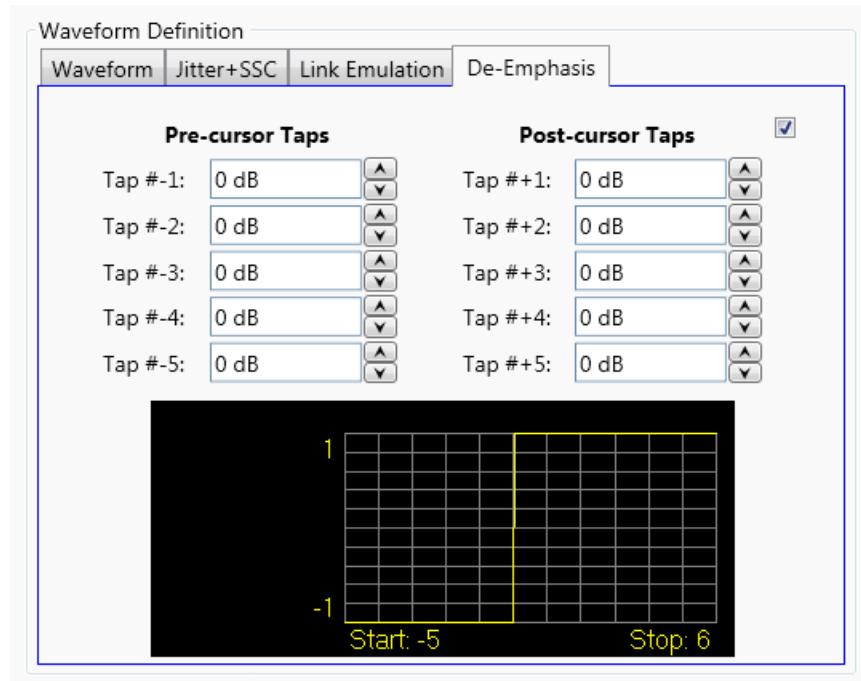 Waveform Definition
Waveform Jitter+SSC Link Emulation De-Emphasis
Pre-cursor Taps Post-cursor Taps
Tap #-1: 0 dB Tap #+1: 0 dB
Tap #-2: 0 dB Tap #+2: 0 dB
Tap #-3: 0 dB Tap #+3: 0 dB
Tap #-4: 0 dB Tap #+4: 0 dB
Tap #-5: 0 dB Tap #+5: 0 dB
1
-1
Start: -5 Stop: 6